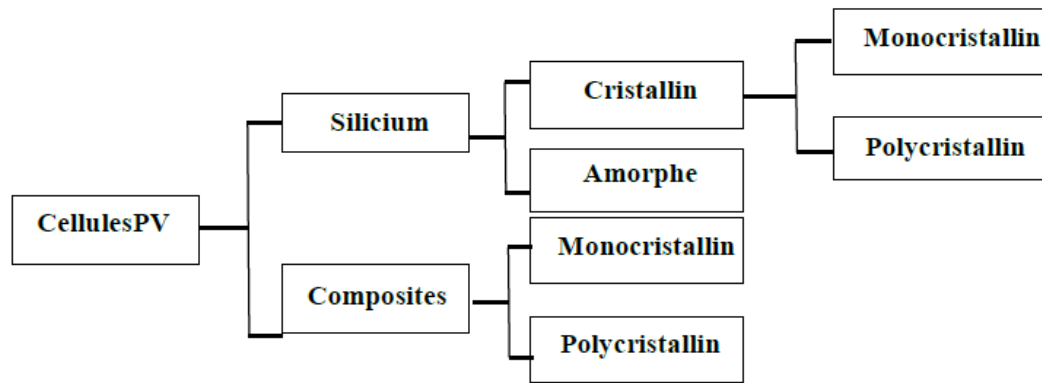 Monocristallin
Cristallin
Silicium
Polycristallin
Amorphe
CellulesPV
Monocristallin
Composites
Polycristallin